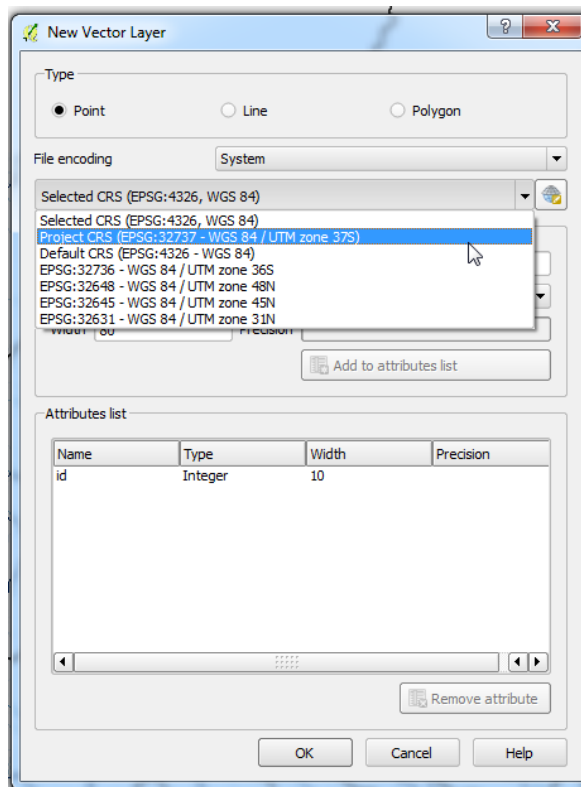 New Vector Layer
Type
Point Line Polygon
File encoding System
Selected CRS (EPSG:4326, WGS 84)
Selected CRS (EPSG:4326, WGS 84)
Project CRS (EPSG:32737 - WGS 84 / UTM zone 37S)
Default CRS (EPSG:4326 - WGS 84)
EPSG:32736 - WGS 84 / UTM zone 36S
EPSG:32648 - WGS 84 / UTM zone 48N
EPSG:32645 - WGS 84 / UTM zone 45N
EPSG:32631 - WGS 84 / UTM zone 31N
Width 80 Precision
Add to attributes list
Attributes list
Name Type Width Precision
id Integer 10
Remove attribute
OK Cancel Help